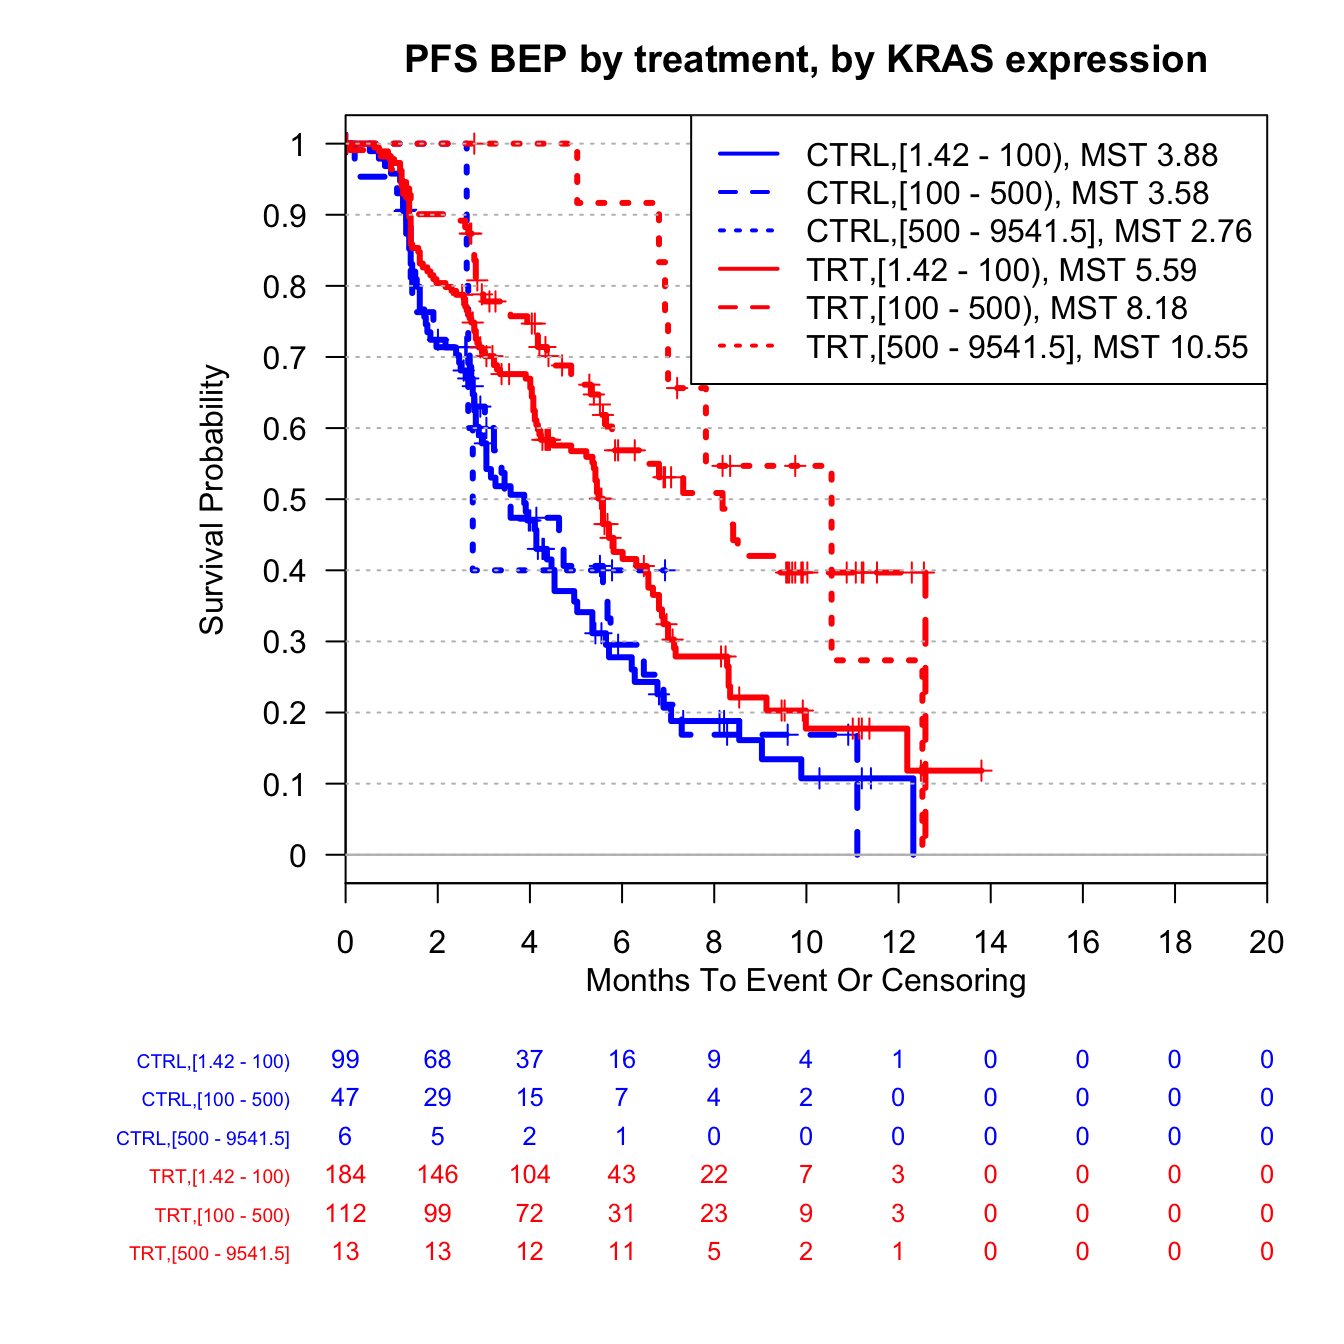 PFS BEP by treatment, by KRAS expression
CTRL,[1.42 - 100), MST 3.88
CTRL,[100 - 500), MST 3.58
CTRL,[500 - 9541.5], MST 2.76
TRT,[1.42 - 100), MST 5.59
TRT,[100 - 500), MST 8.18
TRT,[500 - 9541.5], MST 10.55
Survival Probability
1
0.9
0.8
0.7
0.6
0.5
0.4
0.3
0.2
0.1
0
0 2 4 6 8 10 12 14 16 18 20
Months To Event Or Censoring
CTRL,[1.42 - 100) 99 68 37 16 9 4 1 0 0 0 0
CTRL,[100 - 500) 47 29 15 7 4 2 0 0 0 0 0
CTRL,[500 - 9541.5] 6 5 2 1 0 0 0 0 0 0 0
TRT,[1.42 - 100) 184 146 104 43 22 7 3 0 0 0 0
TRT,[100 - 500) 112 99 72 31 23 9 3 0 0 0 0
TRT,[500 - 9541.5] 13 13 12 11 5 2 1 0 0 0 0